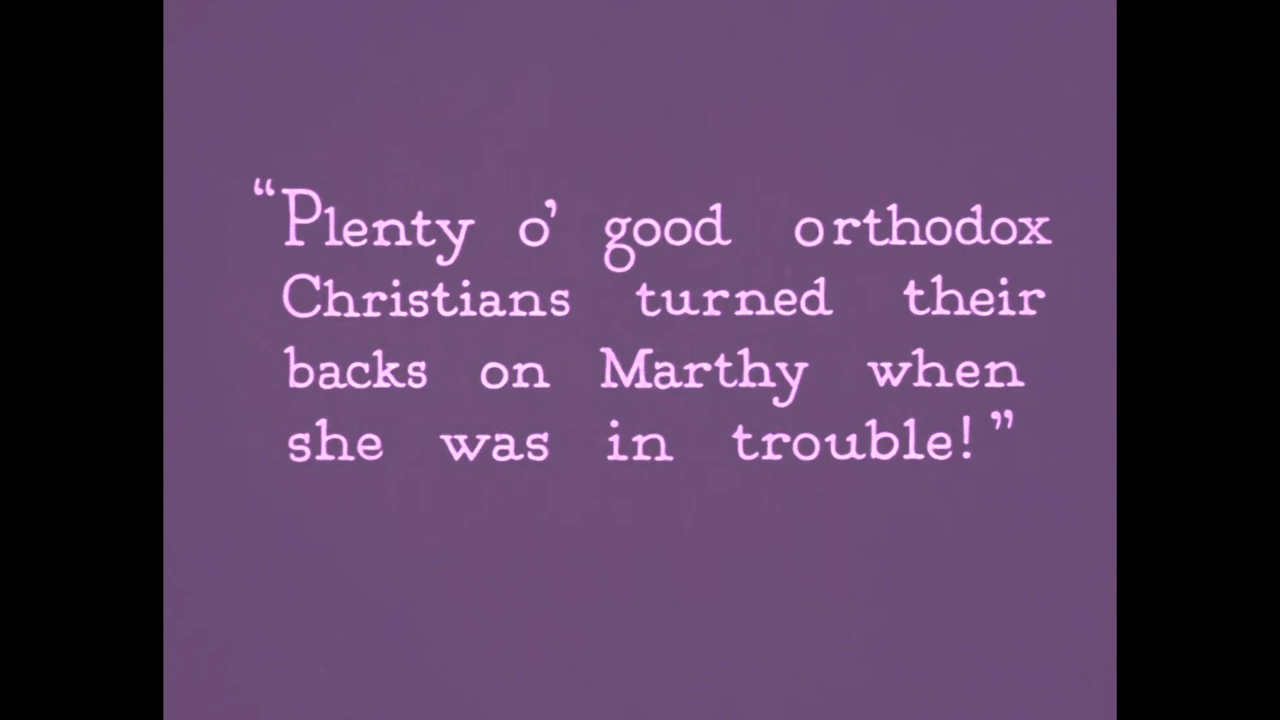 “Plenty o’ good orthodox
Christians turned their
backs on Marthy when
she was in trouble!”